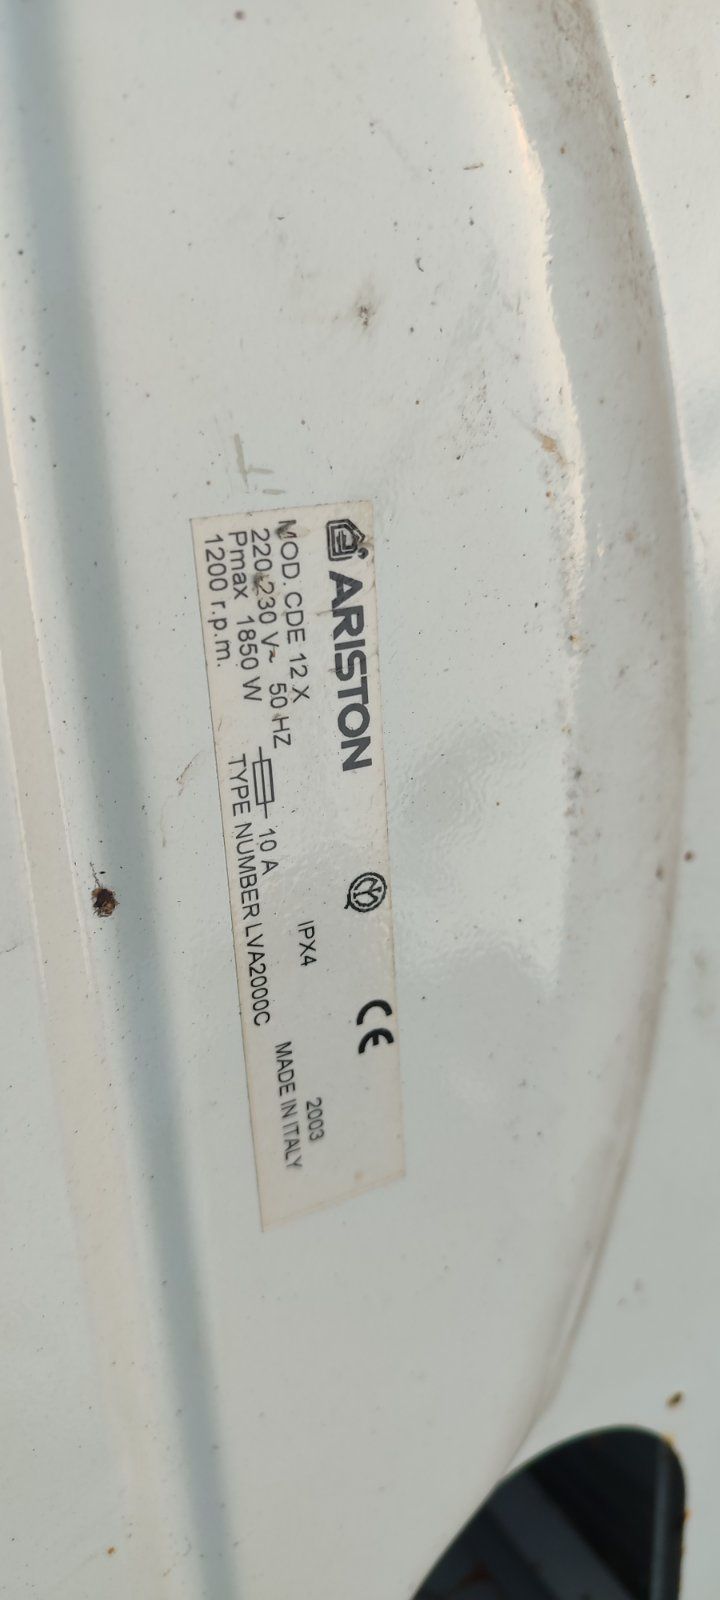 ARISTON
CE
MOD. CDE 12 X
IPX4
2003
220-230 V~ 50 HZ
10 A
MADE IN ITALY
Pmax 1850 W
TYPE NUMBER LVA2000C
1200 r.p.m.